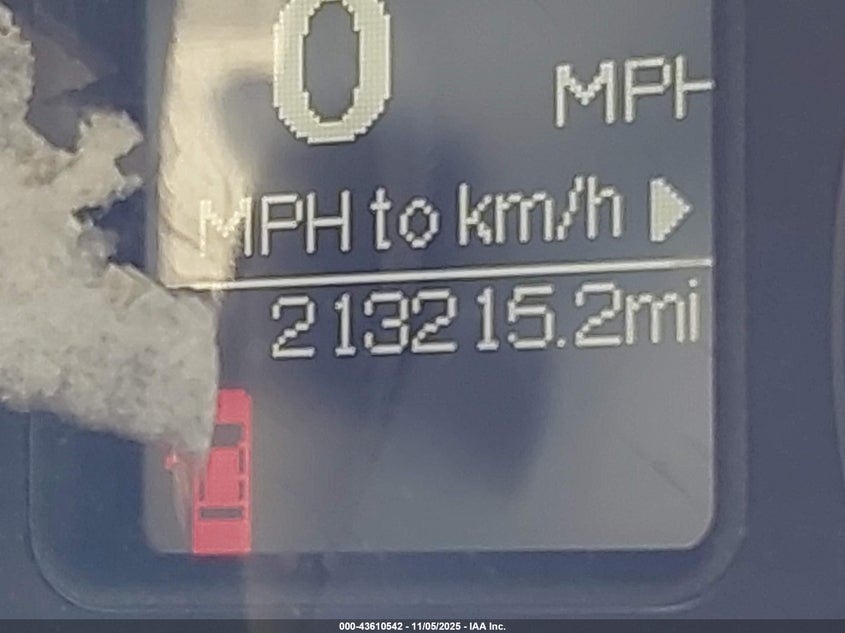 0
MPH
MPH to km/h
213215.2mi
000-43610542 - 11/05/2025 - IAA Inc.